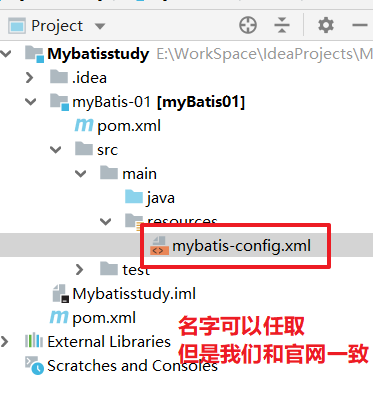 Project
Mybatisstudy E:\WorkSpace\IdeaProjects\M
.idea
myBatis-01 [myBatis01]
pom.xml
src
main
java
resources
mybatis-config.xml
test
Mybatisstudy.iml
pom.xml
名字可以任取
但是我们和官网一致
External Libraries
Scratches and Consoles